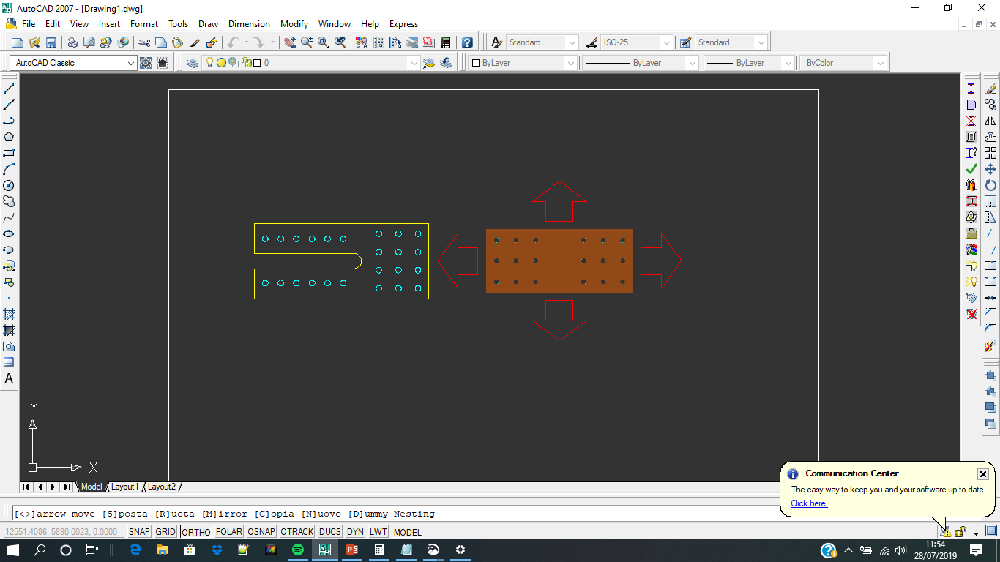 AutoCAD 2007 - [Drawing1.dwg]
File Edit View Insert Format Tools Draw Dimension Modify Window Help Express
Standard ISO-25 Standard
AutoCAD Classic 0 ByLayer ByLayer ByLayer ByColor
A
Y
X
Model Layout1 Layout2
Communication Center
The easy way to keep you and your software up-to-date.
Click here.
[<>]arrow move [S]posta [R]uota [M]irror [C]opia [N]uovo [D]ummy Nesting
12551.4086, 5890.0023, 0.0000 SNAP GRID ORTHO POLAR OSNAP OTRACK DUCS DYN LWT MODEL
11:54
28/07/2019